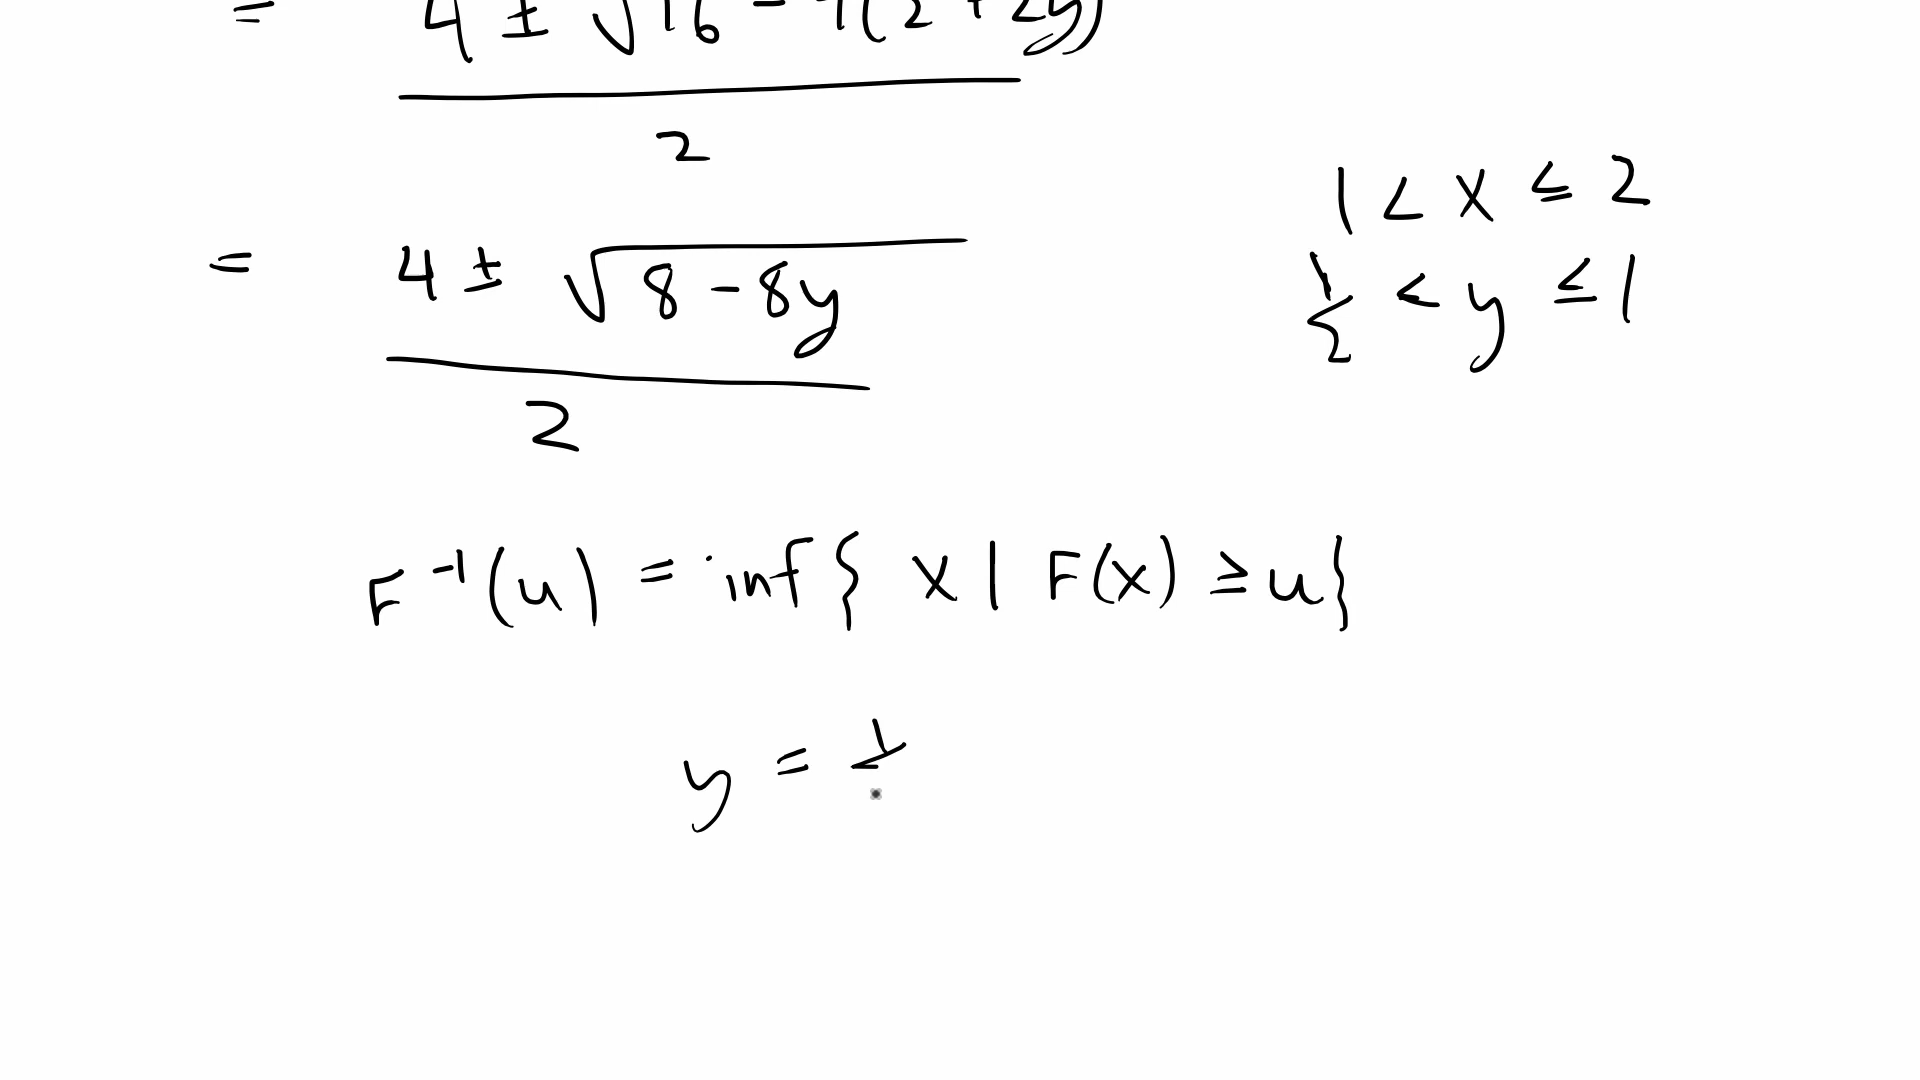 = 4 ± √16 - 4(2 + 2y)
2
1 < x ≤ 2
= 4 ± √8 - 8y
2
1/2 < y ≤ 1
F⁻¹(u) = inf{ x | F(x) ≥ u}
y = 1